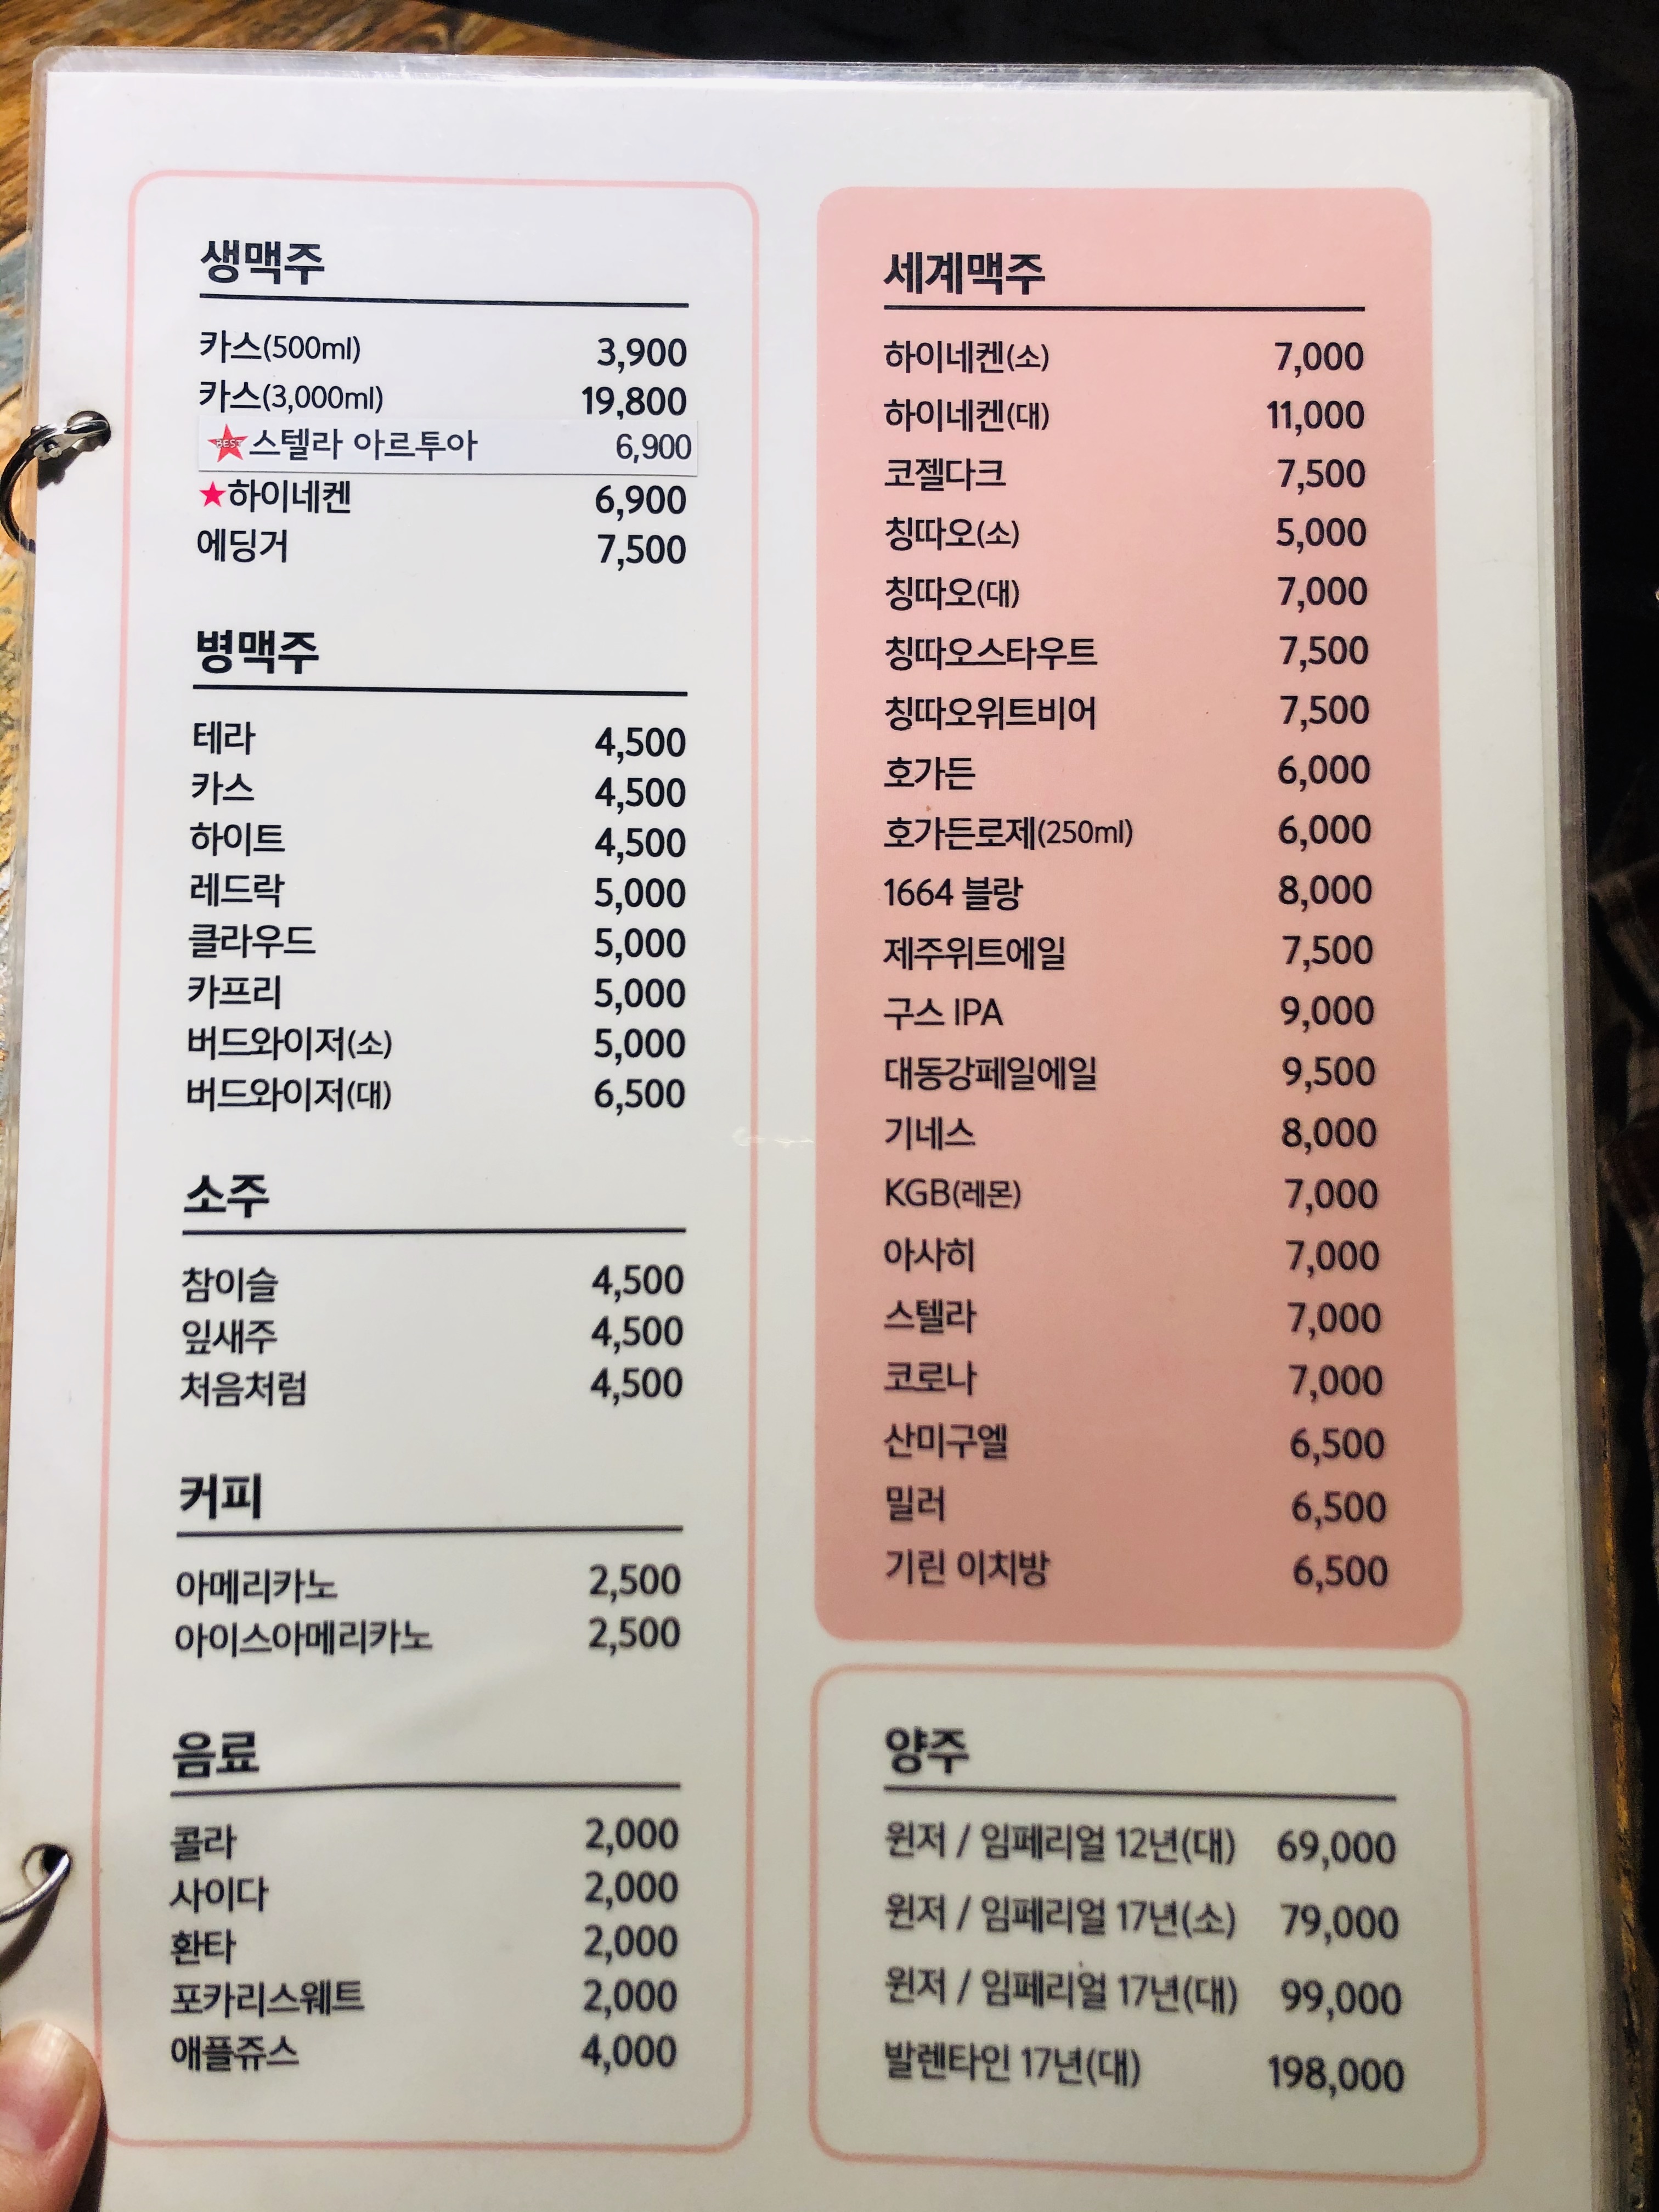 생맥주
카스(500ml) 3,900
카스(3,000ml) 19,800
BEST 스텔라 아르투아 6,900
★하이네켄 6,900
에딩거 7,500
병맥주
테라 4,500
카스 4,500
하이트 4,500
레드락 5,000
클라우드 5,000
카프리 5,000
버드와이저(소) 5,000
버드와이저(대) 6,500
소주
참이슬 4,500
잎새주 4,500
처음처럼 4,500
커피
아메리카노 2,500
아이스아메리카노 2,500
음료
콜라 2,000
사이다 2,000
환타 2,000
포카리스웨트 2,000
애플쥬스 4,000
세계맥주
하이네켄(소) 7,000
하이네켄(대) 11,000
코젤다크 7,500
칭따오(소) 5,000
칭따오(대) 7,000
칭따오스타우트 7,500
칭따오위트비어 7,500
호가든 6,000
호가든로제(250ml) 6,000
1664 블랑 8,000
제주위트에일 7,500
구스 IPA 9,000
대동강페일에일 9,500
기네스 8,000
KGB(레몬) 7,000
아사히 7,000
스텔라 7,000
코로나 7,000
산미구엘 6,500
밀러 6,500
기린 이치방 6,500
양주
윈저 / 임페리얼 12년(대) 69,000
윈저 / 임페리얼 17년(소) 79,000
윈저 / 임페리얼 17년(대) 99,000
발렌타인 17년(대) 198,000